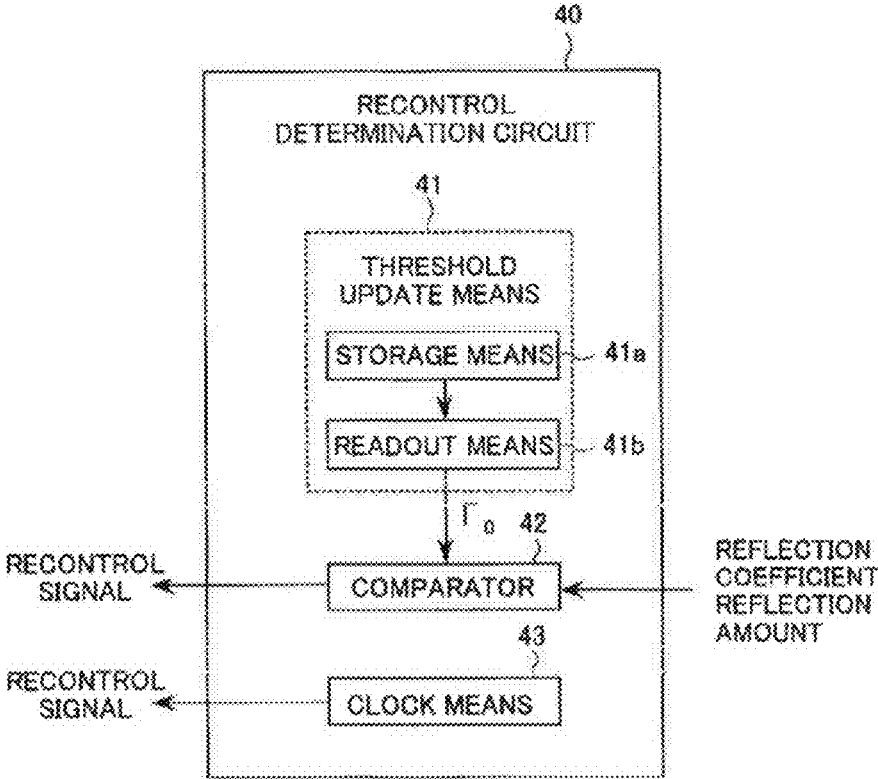 40
RECONTROL
DETERMINATION CIRCUIT
41
THRESHOLD
UPDATE MEANS
STORAGE MEANS
41a
READOUT MEANS
41b
Γ0
42
RECONTROL
SIGNAL
COMPARATOR
REFLECTION
COEFFICIENT
REFLECTION
AMOUNT
43
RECONTROL
SIGNAL
CLOCK MEANS